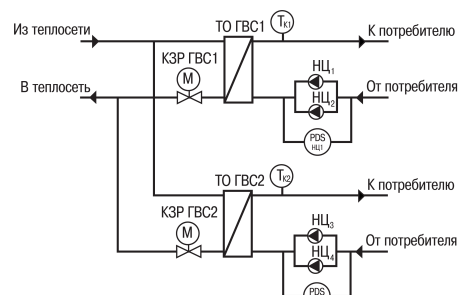 Из теплосети
ТО ГВС1
Tк1
К потребителю
КЗР ГВС1
M
НЦ1
В теплосеть
От потребителя
НЦ2
PDS
НЦ1
ТО ГВС2
Tк2
К потребителю
КЗР ГВС2
M
НЦ3
От потребителя
НЦ4
PDS